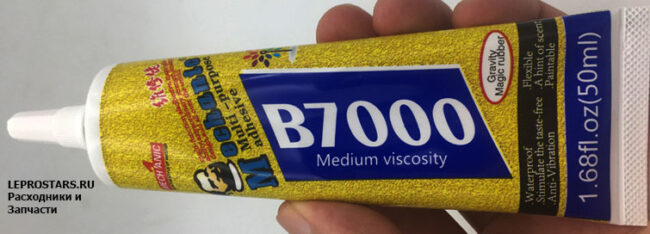 MECHANIC
Mechanic
Multi-purpose
adhesive
B7000
Medium viscosity
Gravity
Magic rubber
·Waterproof
·Stimulate the taste-free
·Anti-Vibration
·Flexible
·A hint of scent
·Paintable
1.68fl.oz(50ml)
LEPROSTARS.RU
Расходники и
Запчасти